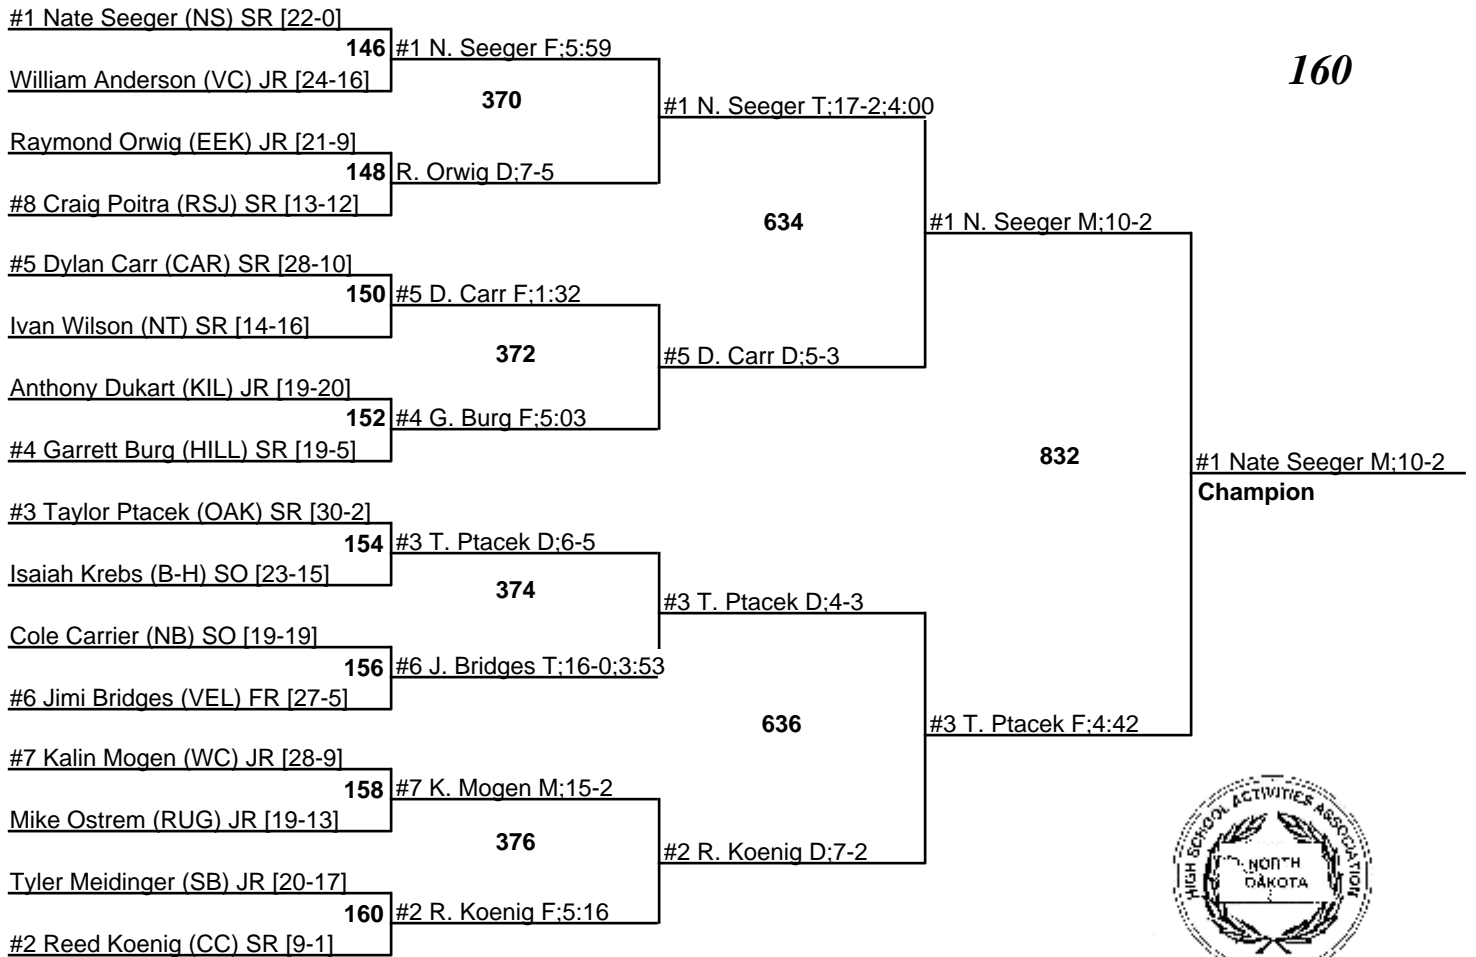 #1 Nate Seeger (NS) SR [22-0]
146
#1 N. Seeger F;5:59
William Anderson (VC) JR [24-16]
160
370
#1 N. Seeger T;17-2;4:00
Raymond Orwig (EEK) JR [21-9]
148
R. Orwig D;7-5
#8 Craig Poitra (RSJ) SR [13-12]
634
#1 N. Seeger M;10-2
#5 Dylan Carr (CAR) SR [28-10]
150
#5 D. Carr F;1:32
Ivan Wilson (NT) SR [14-16]
372
#5 D. Carr D;5-3
Anthony Dukart (KIL) JR [19-20]
152
#4 G. Burg F;5:03
#4 Garrett Burg (HILL) SR [19-5]
832
#1 Nate Seeger M;10-2
Champion
#3 Taylor Ptacek (OAK) SR [30-2]
154
#3 T. Ptacek D;6-5
Isaiah Krebs (B-H) SO [23-15]
374
#3 T. Ptacek D;4-3
Cole Carrier (NB) SO [19-19]
156
#6 J. Bridges T;16-0;3:53
#6 Jimi Bridges (VEL) FR [27-5]
636
#3 T. Ptacek F;4:42
#7 Kalin Mogen (WC) JR [28-9]
158
#7 K. Mogen M;15-2
Mike Ostrem (RUG) JR [19-13]
376
#2 R. Koenig D;7-2
Tyler Meidinger (SB) JR [20-17]
160
#2 R. Koenig F;5:16
#2 Reed Koenig (CC) SR [9-1]
HIGH SCHOOL ACTIVITIES ASSOCIATION
NORTH
DAKOTA